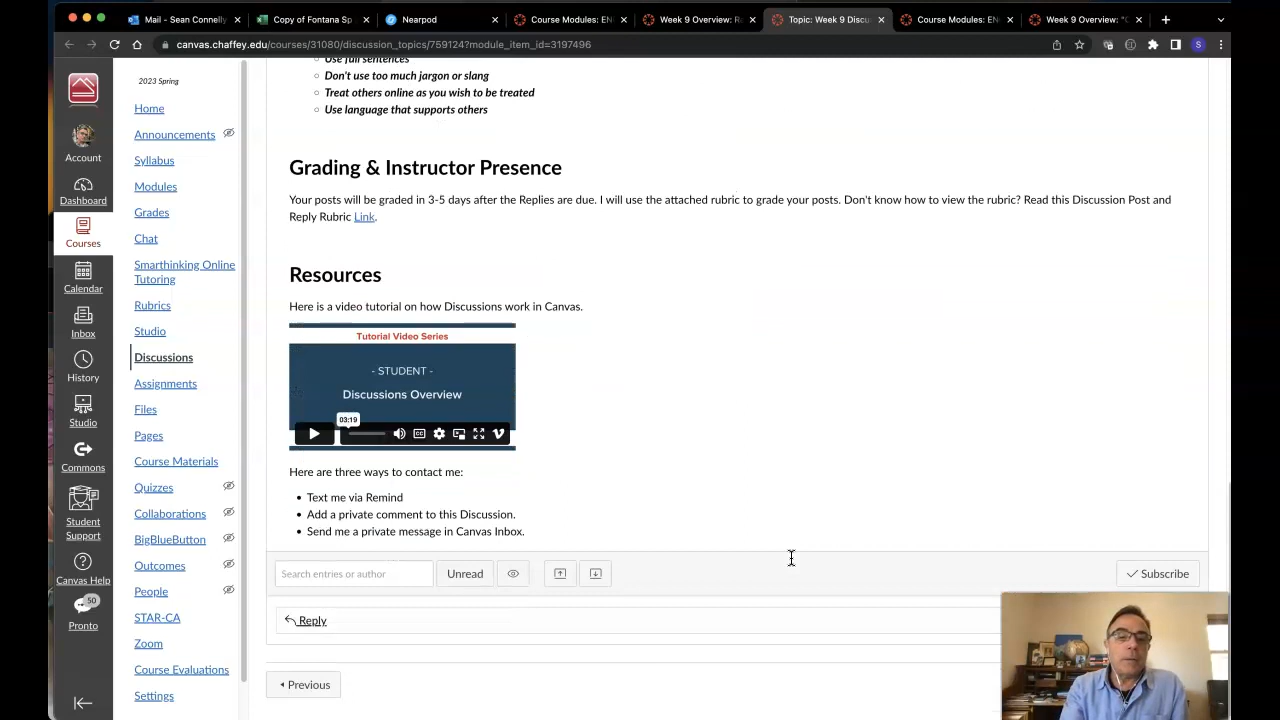 Mail - Sean Connelly
Copy of Fontana Sp
Nearpod
Course Modules: EN
Week 9 Overview: Ra
Topic: Week 9 Discu
Course Modules: EN
Week 9 Overview: "C
canvas.chaffey.edu/courses/31080/discussion_topics/759124?module_item_id=3197496
S
Account
Dashboard
Courses
Calendar
Inbox
History
Studio
Commons
Student
Support
Canvas Help
50
Pronto
2023 Spring
Home
Announcements
Syllabus
Modules
Grades
Chat
Smarthinking Online
Tutoring
Rubrics
Studio
Discussions
Assignments
Files
Pages
Course Materials
Quizzes
Collaborations
BigBlueButton
Outcomes
People
STAR-CA
Zoom
Course Evaluations
Settings
Use full sentences
Don't use too much jargon or slang
Treat others online as you wish to be treated
Use language that supports others
Grading & Instructor Presence
Your posts will be graded in 3-5 days after the Replies are due. I will use the attached rubric to grade your posts. Don't know how to view the rubric? Read this Discussion Post and
Reply Rubric Link.
Resources
Here is a video tutorial on how Discussions work in Canvas.
Tutorial Video Series
- STUDENT -
Discussions Overview
03:19
CC
Here are three ways to contact me:
Text me via Remind
Add a private comment to this Discussion.
Send me a private message in Canvas Inbox.
Search entries or author
Unread
Subscribe
Reply
Previous